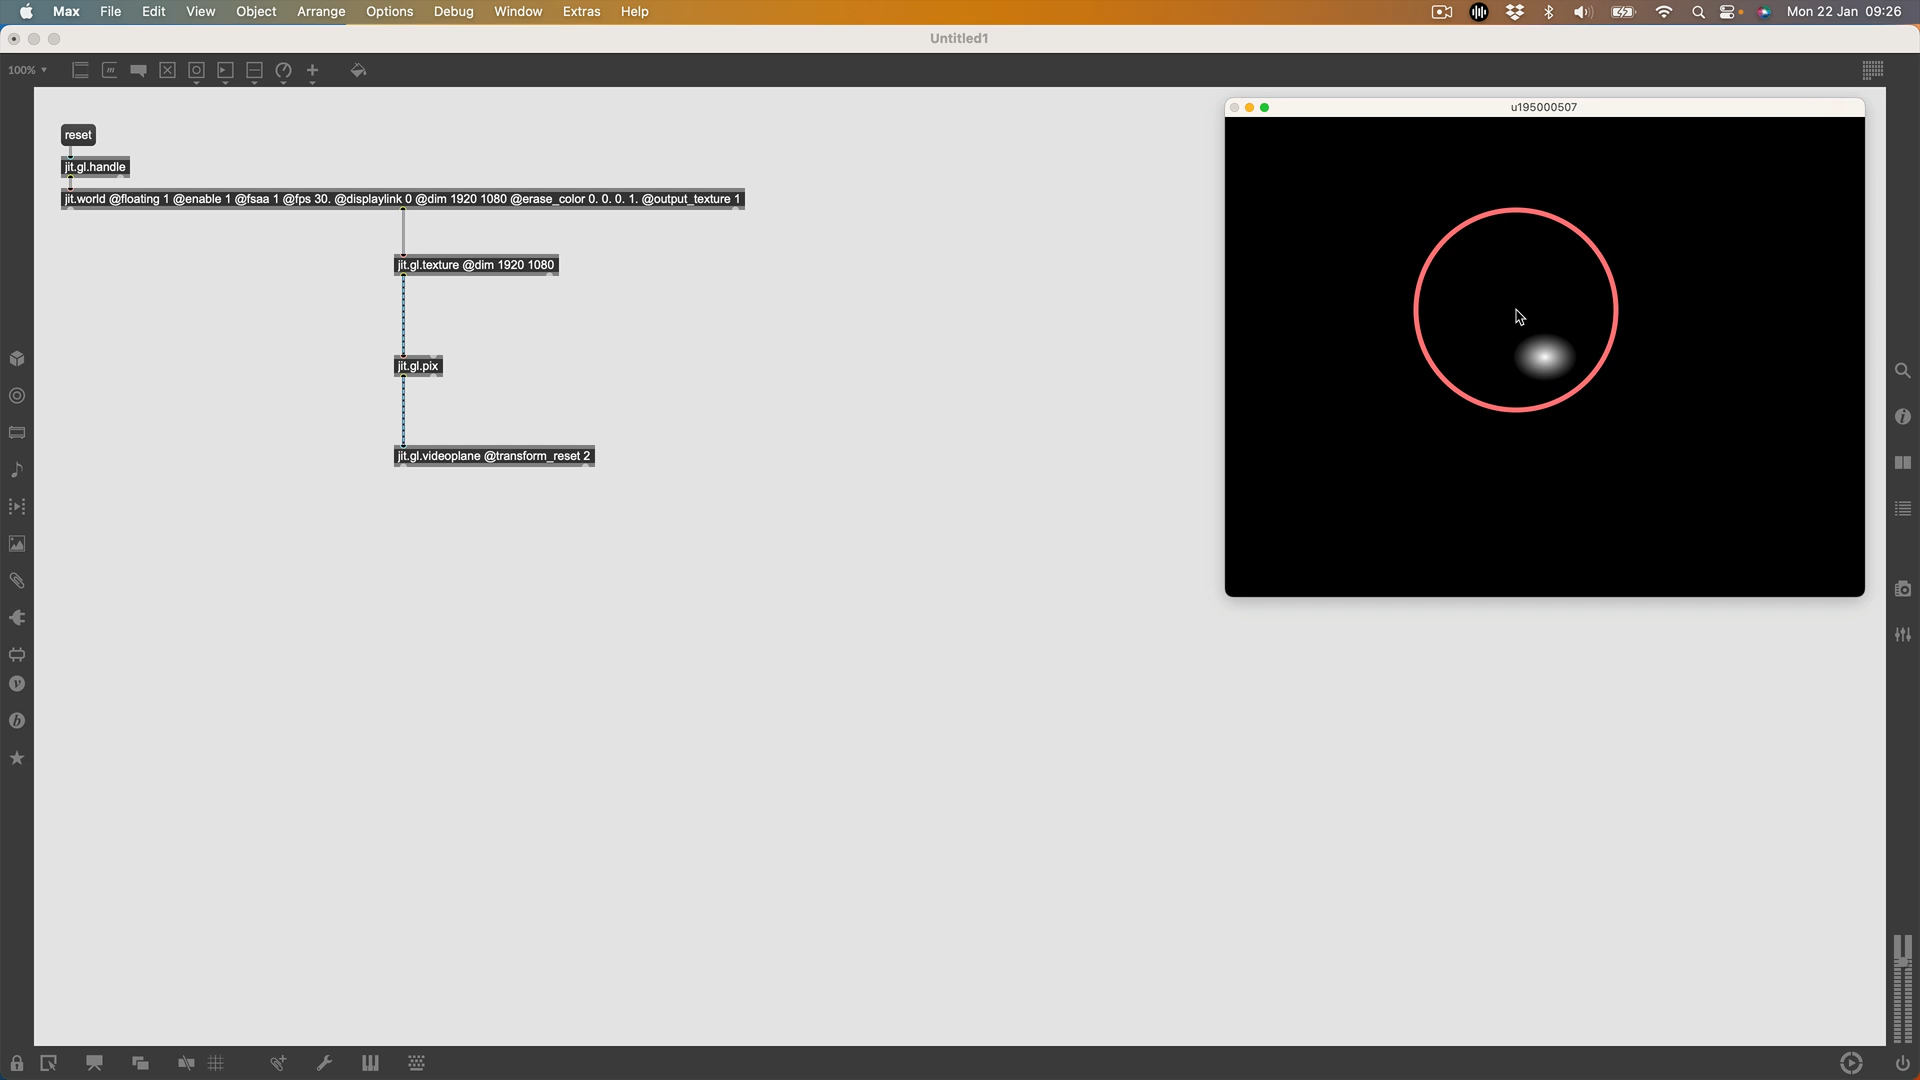 Max File Edit View Object Arrange Options Debug Window Extras Help Mon 22 Jan 09:26
Untitled1
100%
u195000507
reset
jit.gl.handle
jit.world @floating 1 @enable 1 @fsaa 1 @fps 30. @displaylink 0 @dim 1920 1080 @erase_color 0. 0. 0. 1. @output_texture 1
jit.gl.texture @dim 1920 1080
jit.gl.pix
jit.gl.videoplane @transform_reset 2